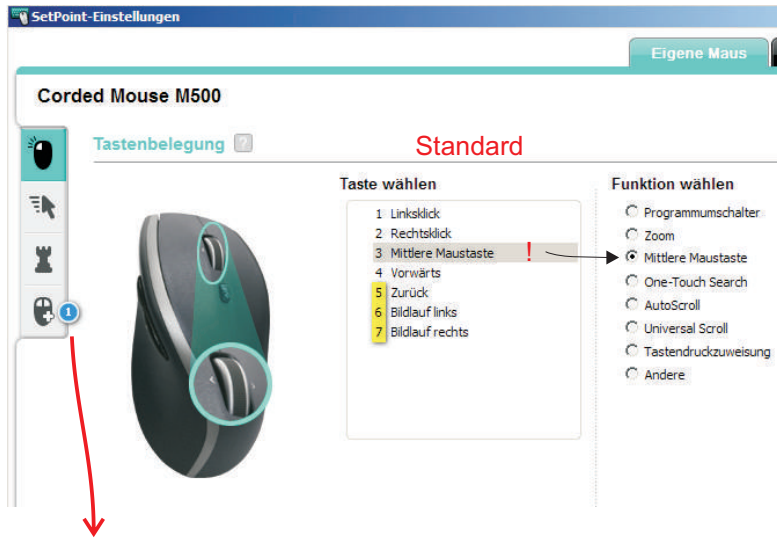 SetPoint-Einstellungen
Eigene Maus
Corded Mouse M500
Tastenbelegung ?
Standard
Taste wählen
1 Linksklick
2 Rechtsklick
3 Mittlere Maustaste !
4 Vorwärts
5 Zurück
6 Bildlauf links
7 Bildlauf rechts
Funktion wählen
Programmumschalter
Zoom
Mittlere Maustaste
One-Touch Search
AutoScroll
Universal Scroll
Tastendruckzuweisung
Andere
1